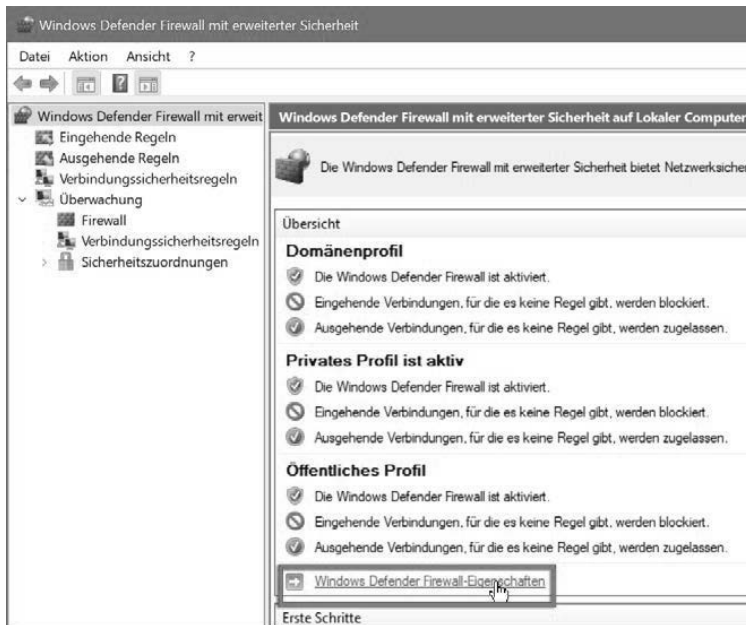 Windows Defender Firewall mit erweiterter Sicherheit
Datei Aktion Ansicht ?
Windows Defender Firewall mit erweit
Eingehende Regeln
Ausgehende Regeln
Verbindungssicherheitsregeln
Überwachung
Firewall
Verbindungssicherheitsregeln
Sicherheitszuordnungen
Windows Defender Firewall mit erweiterter Sicherheit auf Lokaler Computer
Die Windows Defender Firewall mit erweiterter Sicherheit bietet Netzwerksicher
Übersicht
Domänenprofil
Die Windows Defender Firewall ist aktiviert.
Eingehende Verbindungen, für die es keine Regel gibt, werden blockiert.
Ausgehende Verbindungen, für die es keine Regel gibt, werden zugelassen.
Privates Profil ist aktiv
Die Windows Defender Firewall ist aktiviert.
Eingehende Verbindungen, für die es keine Regel gibt, werden blockiert.
Ausgehende Verbindungen, für die es keine Regel gibt, werden zugelassen.
Öffentliches Profil
Die Windows Defender Firewall ist aktiviert.
Eingehende Verbindungen, für die es keine Regel gibt, werden blockiert.
Ausgehende Verbindungen, für die es keine Regel gibt, werden zugelassen.
Windows Defender Firewall-Eigenschaften
Erste Schritte